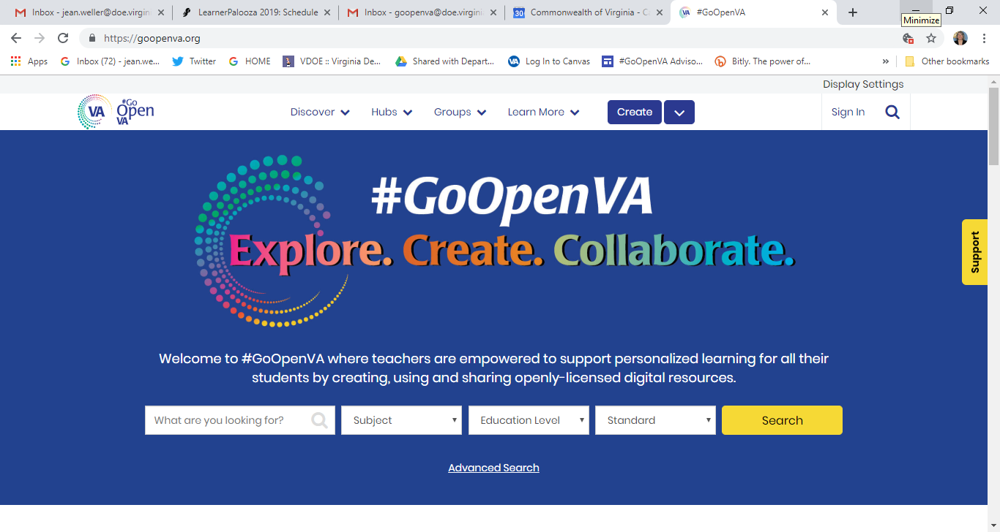 Inbox - jean.weller@doe.virgin
LearnerPalooza 2019: Schedule
Inbox - goopenva@doe.virgini
30
Commonwealth of Virginia - Ca
VA
#GoOpenVA
Minimize
https://goopenva.org
Apps
Inbox (72) - jean.we...
Twitter
HOME
VDOE :: Virginia De...
Shared with Depart...
VA
Log In to Canvas
#GoOpenVA Adviso...
Bitly. The power of...
»
Other bookmarks
Display Settings
VA
#Go
Open
VA
Discover
Hubs
Groups
Learn More
Create
Sign In
#GoOpenVA
Explore. Create. Collaborate.
Support
Welcome to #GoOpenVA where teachers are empowered to support personalized learning for all their
students by creating, using and sharing openly-licensed digital resources.
What are you looking for?
Subject
Education Level
Standard
Search
Advanced Search